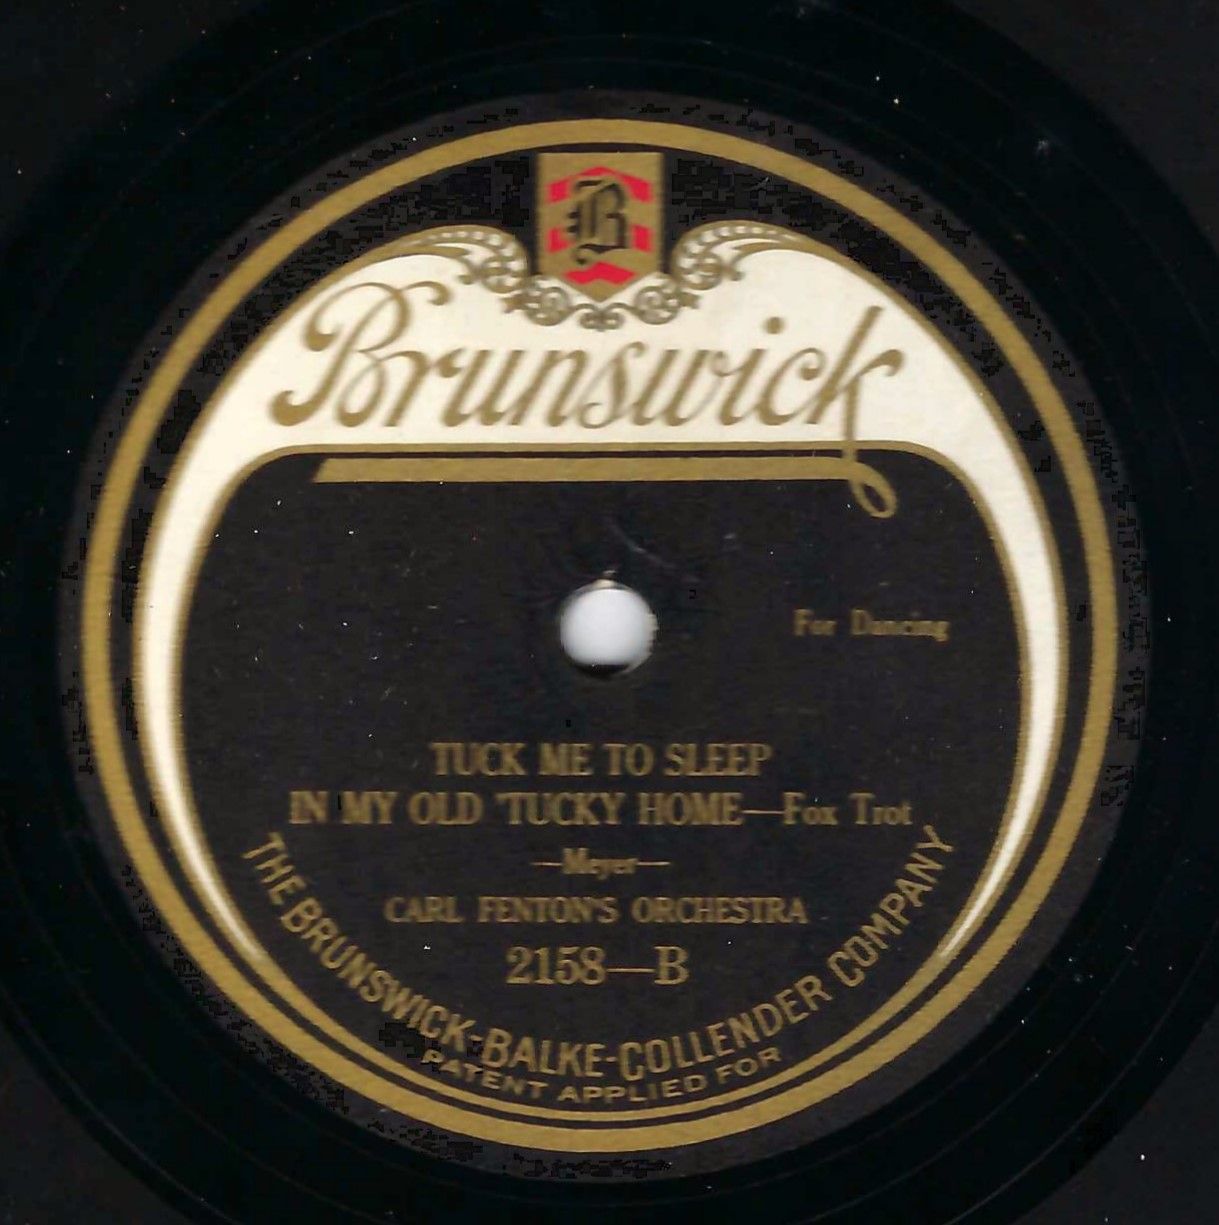 B
Brunswick
For Dancing
TUCK ME TO SLEEP
IN MY OLD 'TUCKY HOME—Fox Trot
—Meyer—
CARL FENTON'S ORCHESTRA
2158—B
THE BRUNSWICK-BALKE-COLLENDER COMPANY
PATENT APPLIED FOR